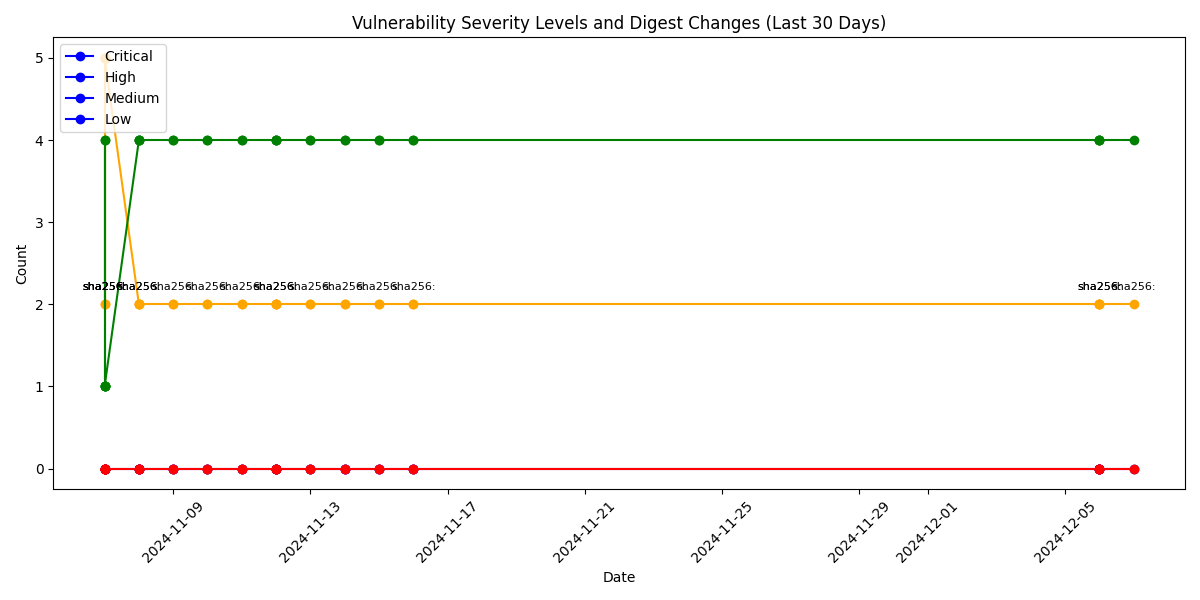 Vulnerability Severity Levels and Digest Changes (Last 30 Days)
Critical
High
Medium
Low
5
4
3
2
1
0
Count
sha256: sha256: sha256: sha256: sha256: sha256: sha256: sha256: sha256: sha256: sha256: sha256:
2024-11-09
2024-11-13
2024-11-17
2024-11-21
2024-11-25
2024-11-29
2024-12-01
2024-12-05
Date